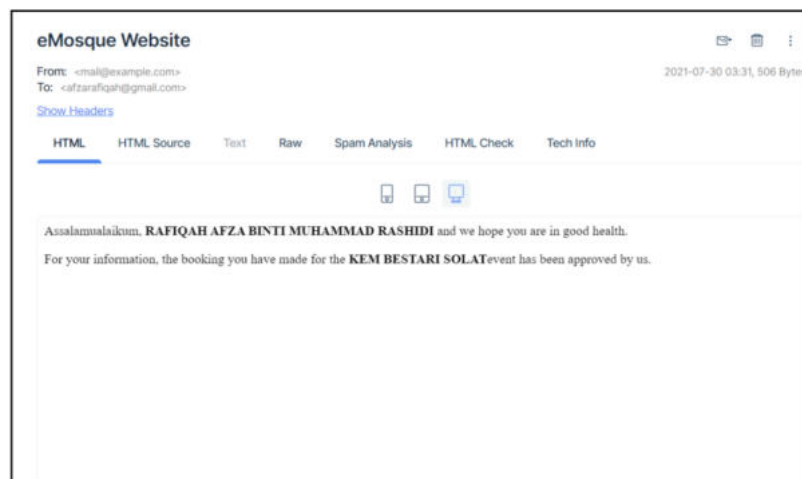 eMosque Website
From: <mail@example.com>
2021-07-30 03:31, 506 Byte
To: <afzarafiqah@gmail.com>
Show Headers
HTML HTML Source Text Raw Spam Analysis HTML Check Tech Info
Assalamualaikum, RAFIQAH AFZA BINTI MUHAMMAD RASHIDI and we hope you are in good health.
For your information, the booking you have made for the KEM BESTARI SOLATevent has been approved by us.